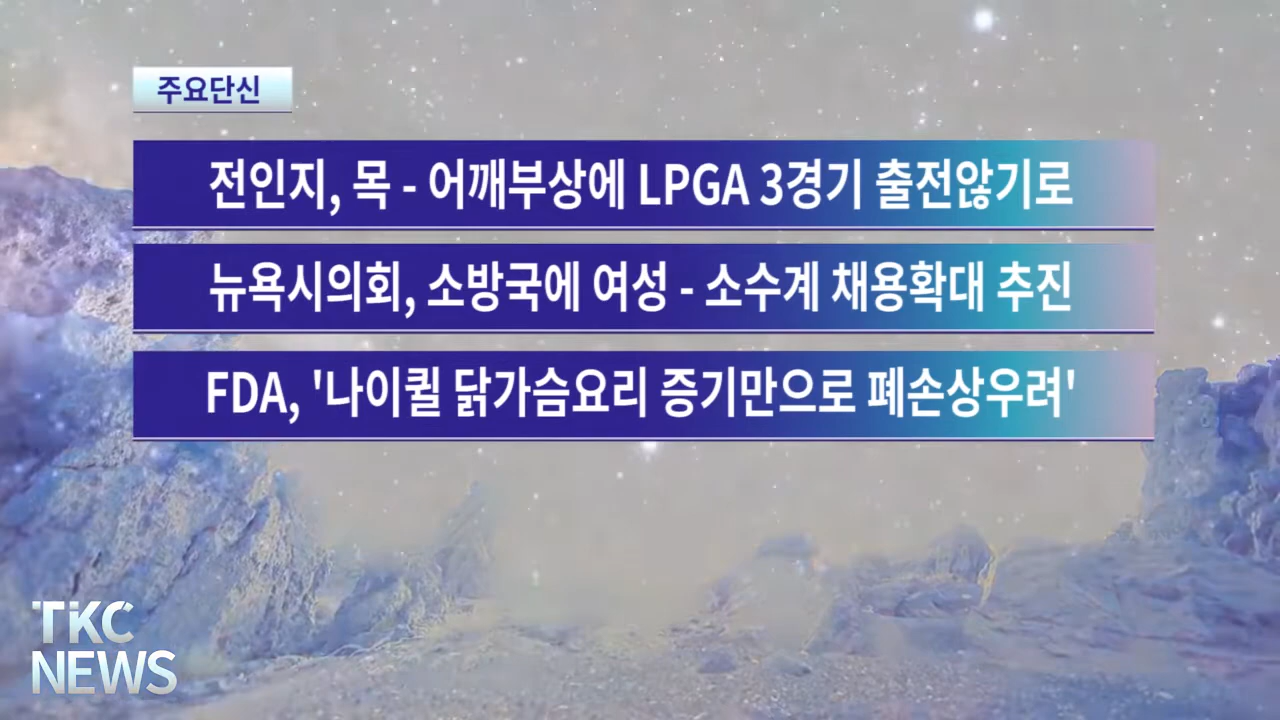 주요단신
전인지, 목 - 어깨부상에 LPGA 3경기 출전않기로
뉴욕시의회, 소방국에 여성 - 소수계 채용확대 추진
FDA, '나이퀼 닭가슴요리 증기만으로 폐손상우려'
TKC
NEWS